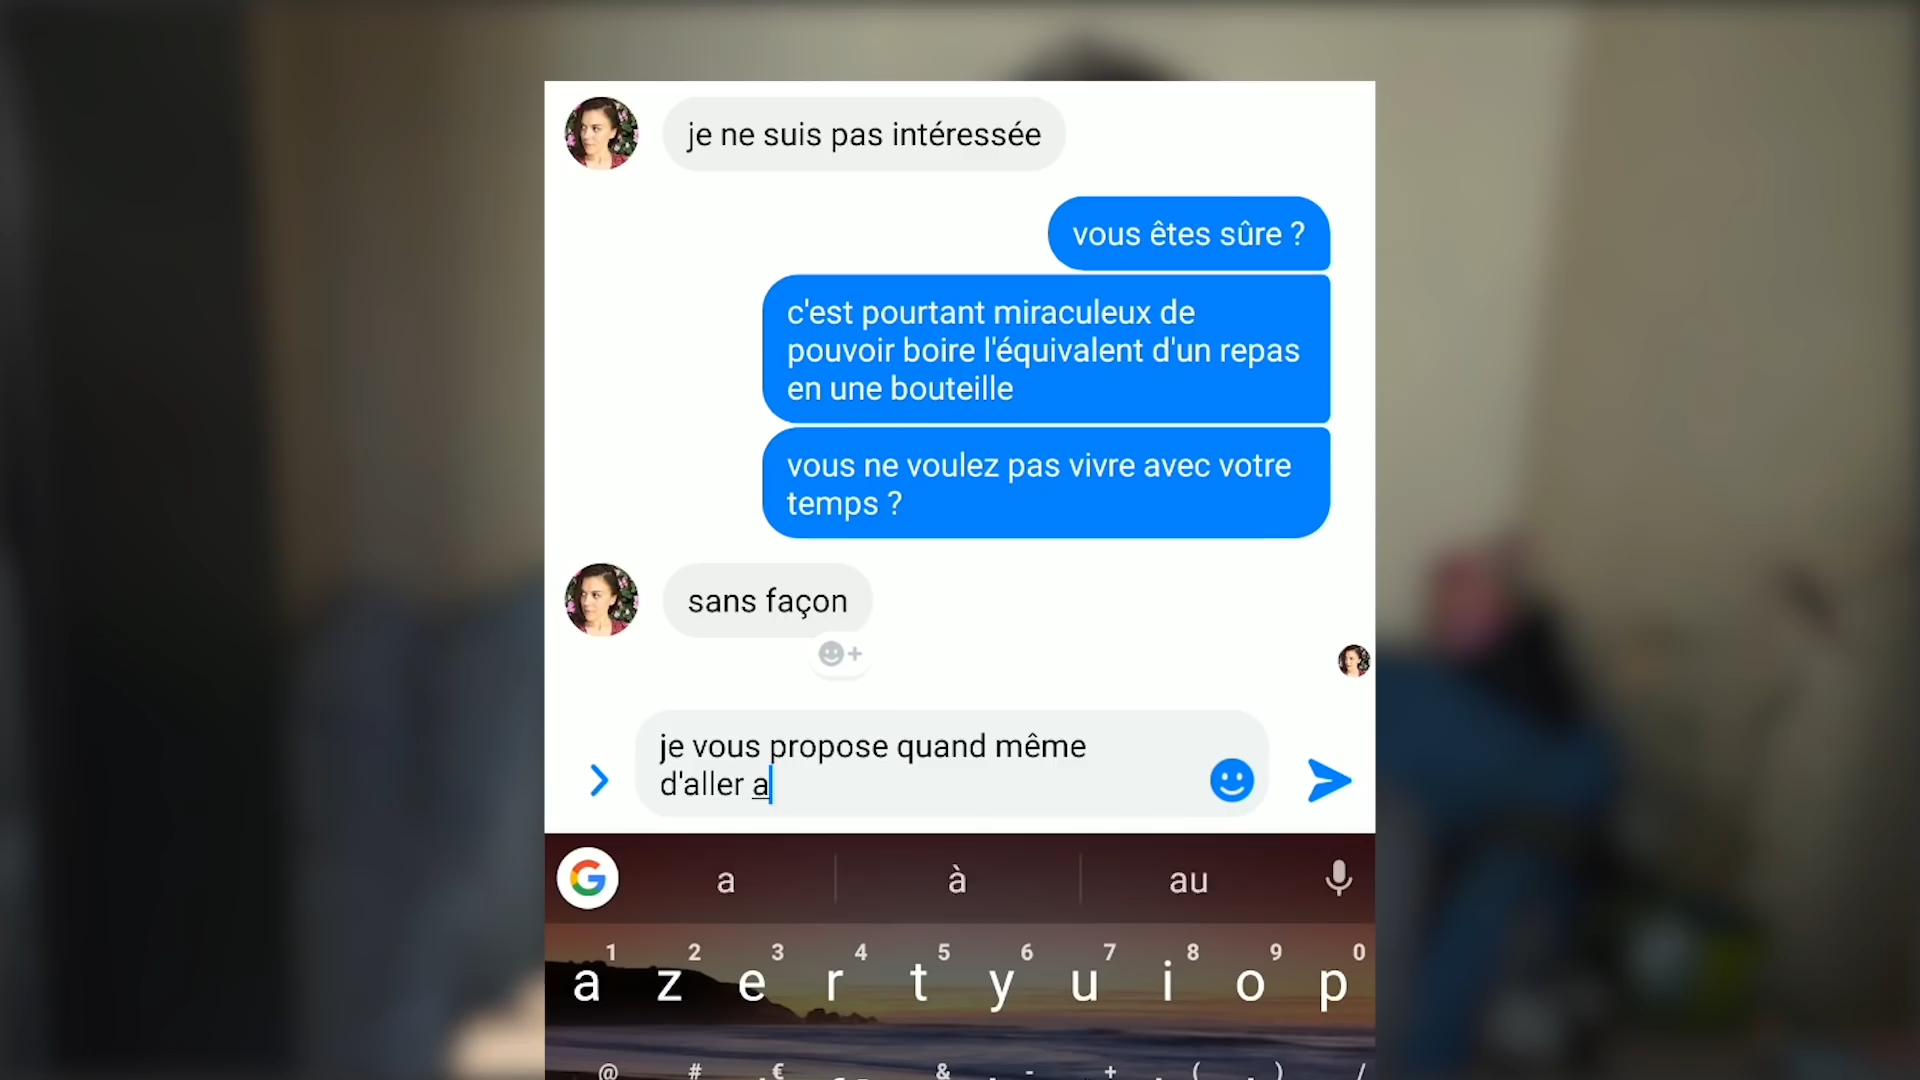 je ne suis pas intéressée
vous êtes sûre ?
c'est pourtant miraculeux de
pouvoir boire l'équivalent d'un repas
en une bouteille
vous ne voulez pas vivre avec votre
temps ?
sans façon
je vous propose quand même
d'aller a
G a à au
1 2 3 4 5 6 7 8 9 0
a z e r t y u i o p
@ # € & - + ( ) /